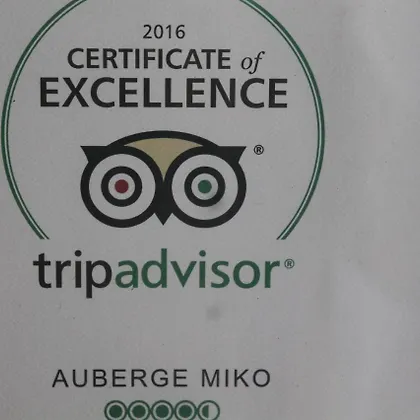 2016
CERTIFICATE of
EXCELLENCE
®
tripadvisor®
AUBERGE MIKO